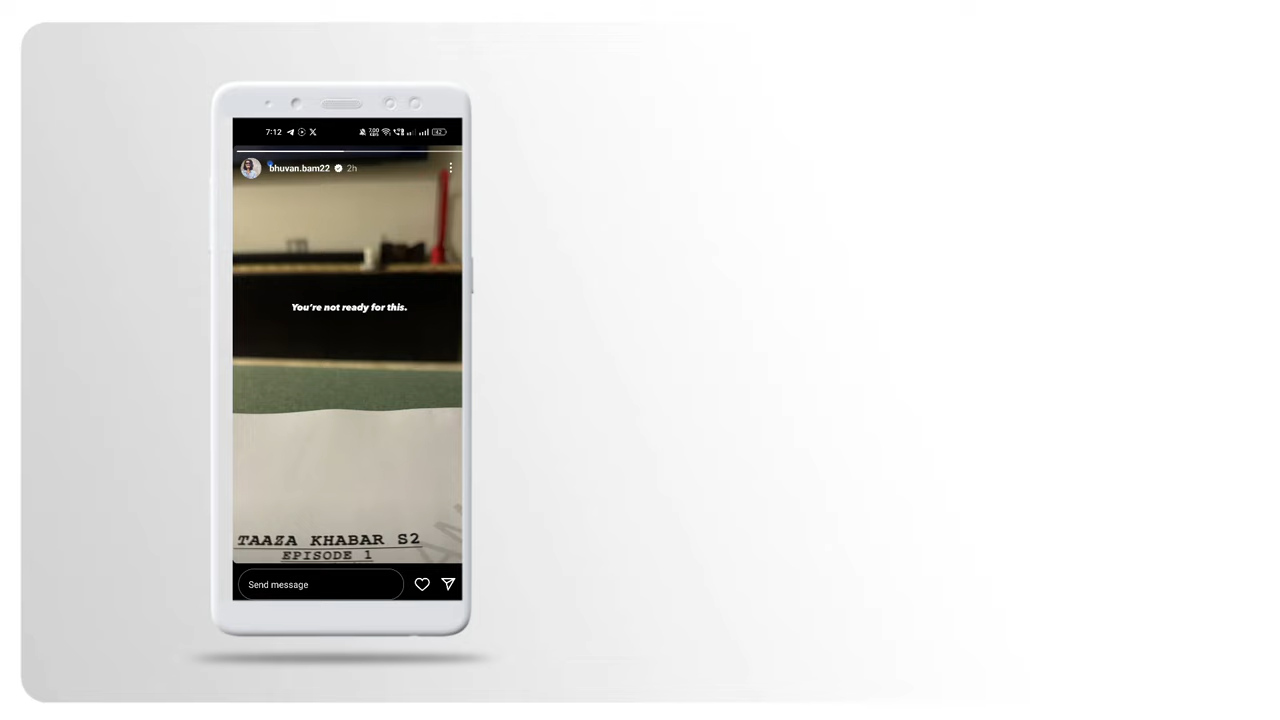 7:12
bhuvan.bam22 2h
You're not ready for this.
TAAZA KHABAR S2
EPISODE 1
Send message